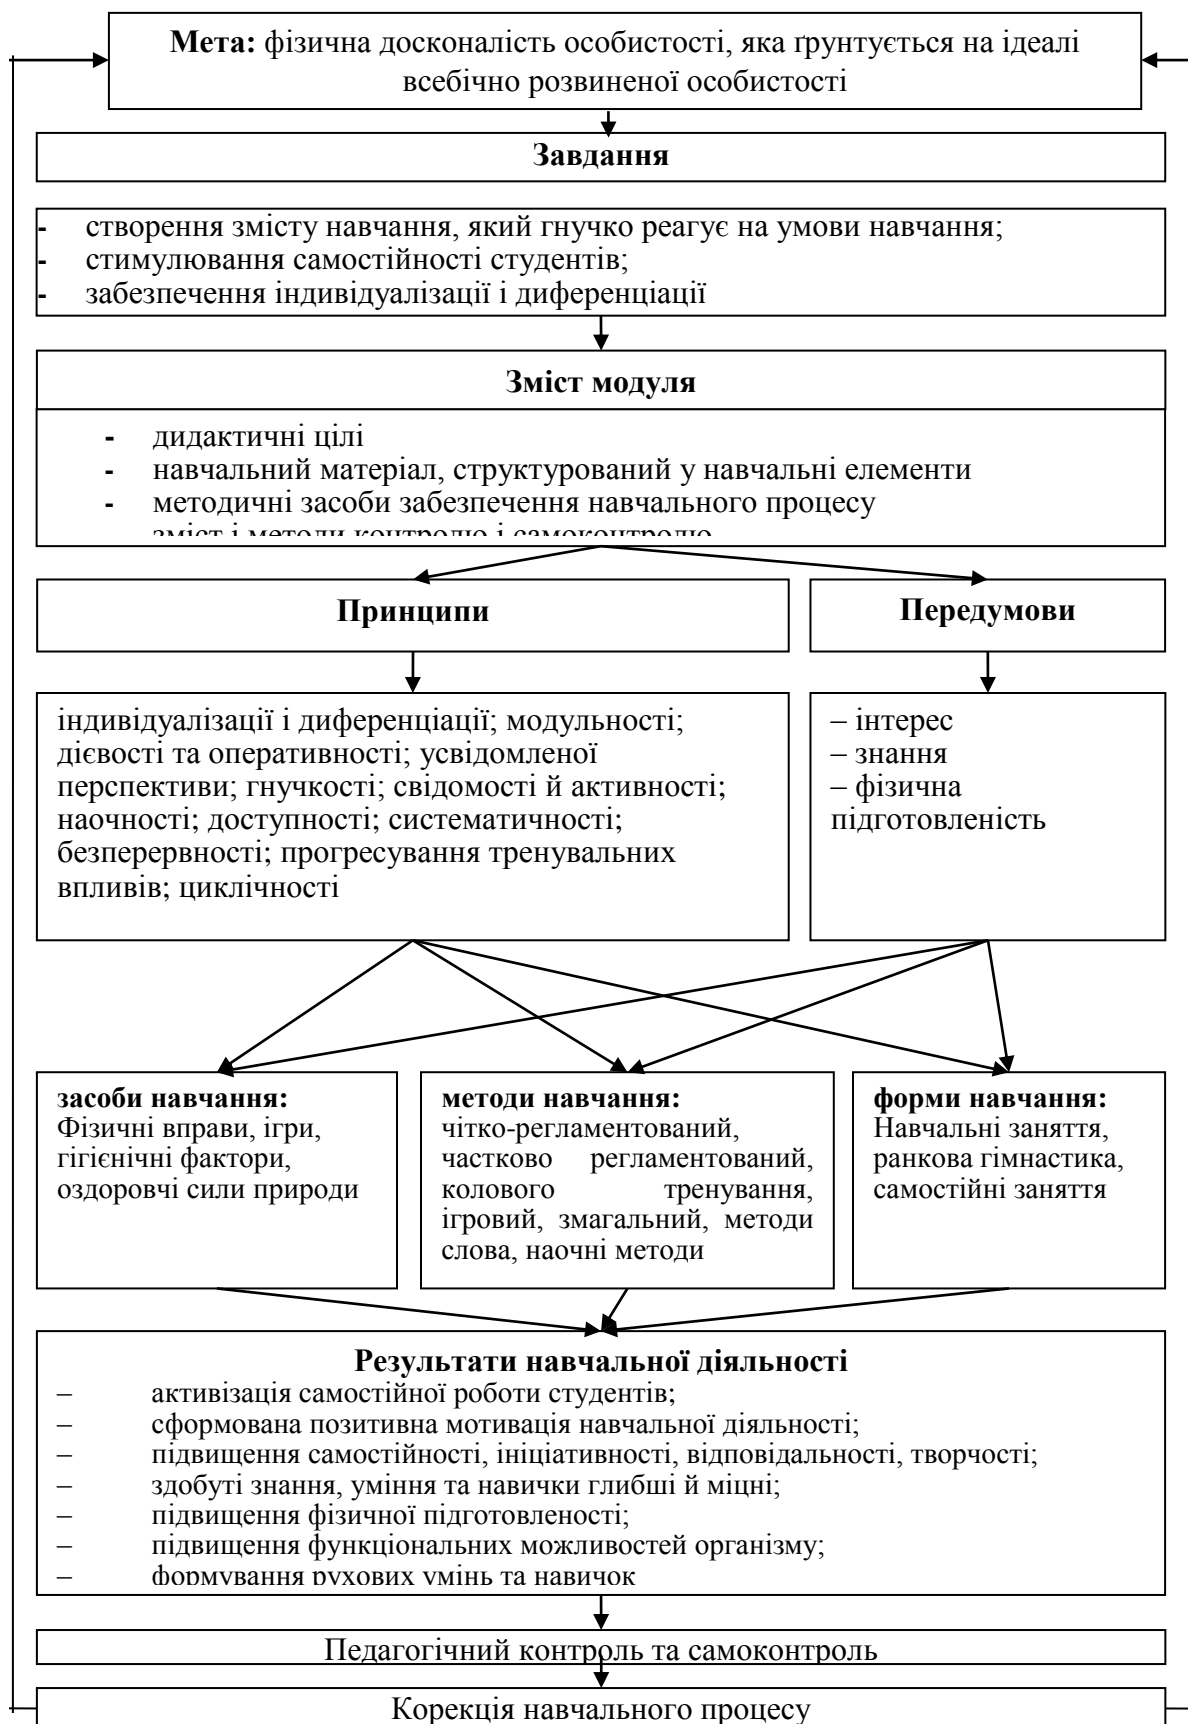 Мета: фізична досконалість особистості, яка ґрунтується на ідеалі
всебічно розвиненої особистості
Завдання
- створення змісту навчання, який гнучко реагує на умови навчання;
- стимулювання самостійності студентів;
- забезпечення індивідуалізації і диференціації
Зміст модуля
- дидактичні цілі
- навчальний матеріал, структурований у навчальні елементи
- методичні засоби забезпечення навчального процесу
зміст і методи контролю і самоконтролю
Принципи
Передумови
індивідуалізації і диференціації; модульності;
дієвості та оперативності; усвідомленої
перспективи; гнучкості; свідомості й активності;
наочності; доступності; систематичності;
безперервності; прогресування тренувальних
впливів; циклічності
– інтерес
– знання
– фізична
підготовленість
засоби навчання:
Фізичні вправи, ігри,
гігієнічні фактори,
оздоровчі сили природи
методи навчання:
чітко-регламентований,
частково регламентований,
колового тренування,
ігровий, змагальний, методи
слова, наочні методи
форми навчання:
Навчальні заняття,
ранкова гімнастика,
самостійні заняття
Результати навчальної діяльності
– активізація самостійної роботи студентів;
– сформована позитивна мотивація навчальної діяльності;
– підвищення самостійності, ініціативності, відповідальності, творчості;
– здобуті знання, уміння та навички глибші й міцні;
– підвищення фізичної підготовленості;
– підвищення функціональних можливостей організму;
– формування рухових умінь та навичок
Педагогічний контроль та самоконтроль
Корекція навчального процесу